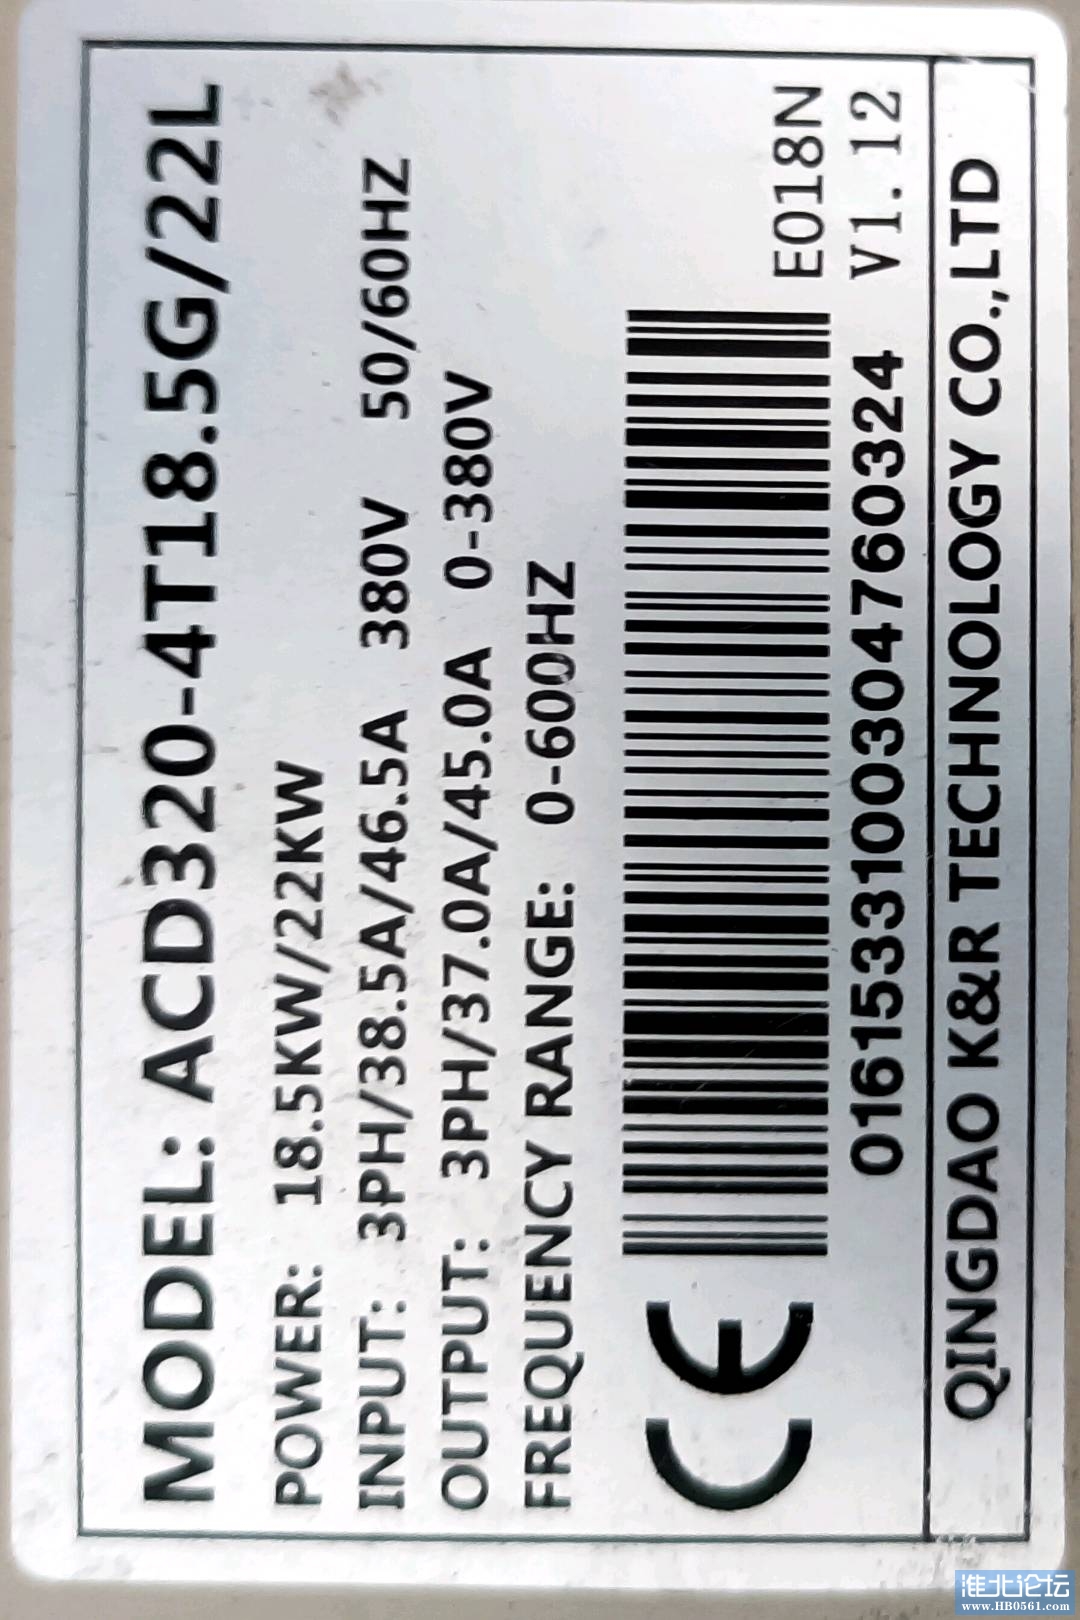 MODEL: ACD320-4T18.5G/22L
POWER: 18.5KW/22KW
INPUT: 3PH/38.5A/46.5A 380V 50/60HZ
OUTPUT: 3PH/37.0A/45.0A 0-380V
FREQUENCY RANGE: 0-600HZ
CE
E018N
0161533100304760324 V1.12
QINGDAO K&R TECHNOLOGY CO.,LTD
淮北论坛
www.HB0561.com